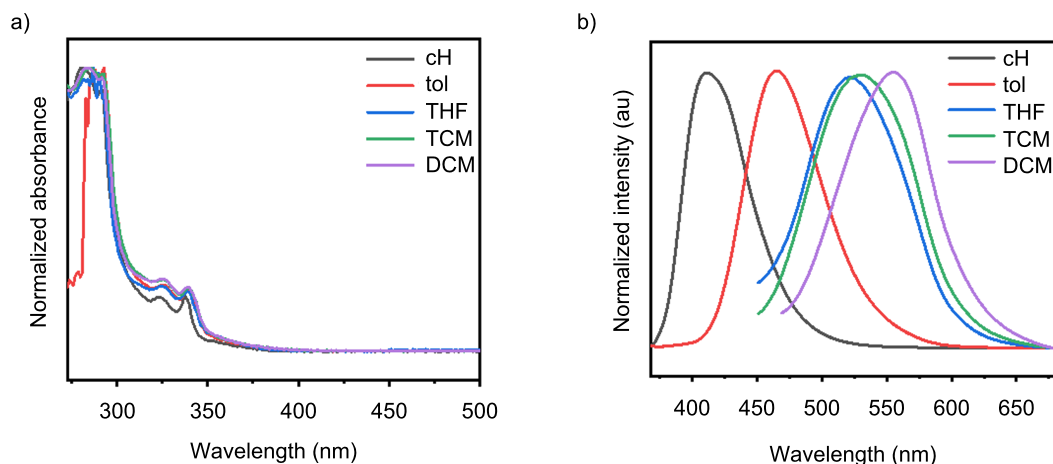 a)
Normalized absorbance
cH
tol
THF
TCM
DCM
300
350
400
450
500
Wavelength (nm)
b)
Normalized intensity (au)
cH
tol
THF
TCM
DCM
400
450
500
550
600
650
Wavelength (nm)